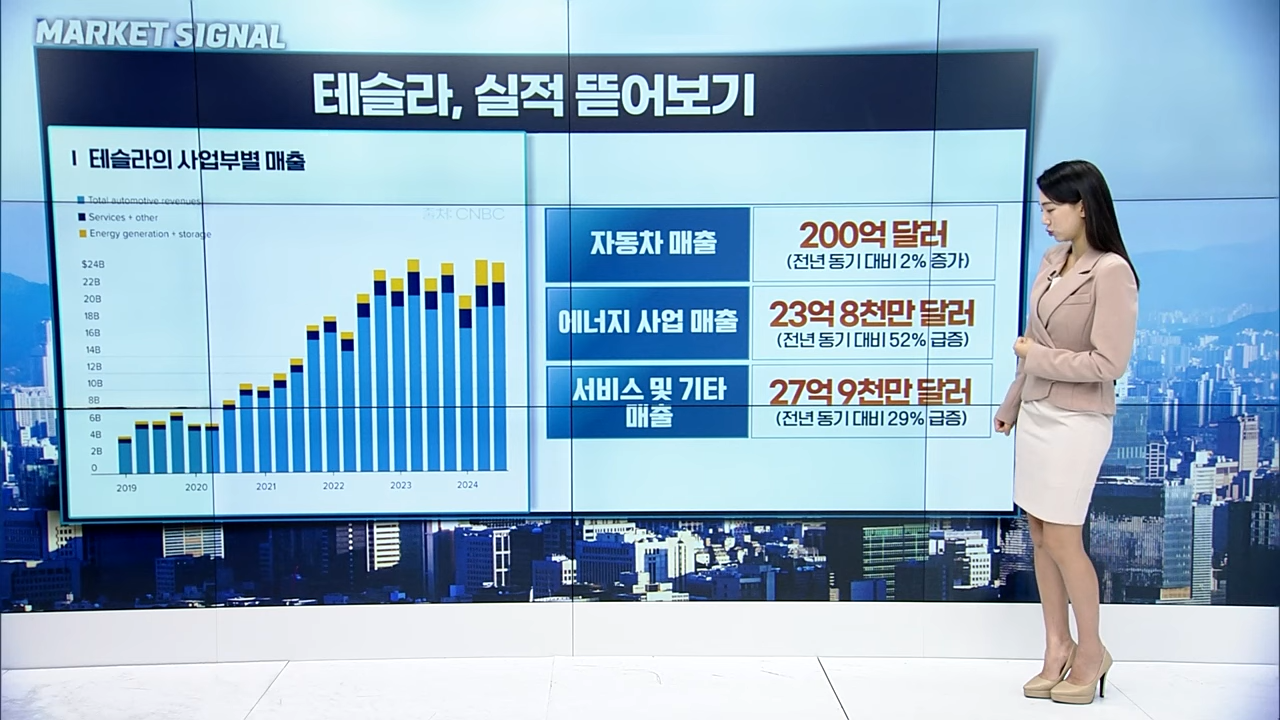 MARKET SIGNAL
테슬라, 실적 뜯어보기
테슬라의 사업부별 매출
Total automotive revenues
Services + other
Energy generation + storage
출처: CNBC
$24B
22B
20B
18B
16B
14B
12B
10B
8B
6B
4B
2B
0
2019 2020 2021 2022 2023 2024
자동차 매출
200억 달러
(전년 동기 대비 2% 증가)
에너지 사업 매출
23억 8천만 달러
(전년 동기 대비 52% 급증)
서비스 및 기타
매출
27억 9천만 달러
(전년 동기 대비 29% 급증)